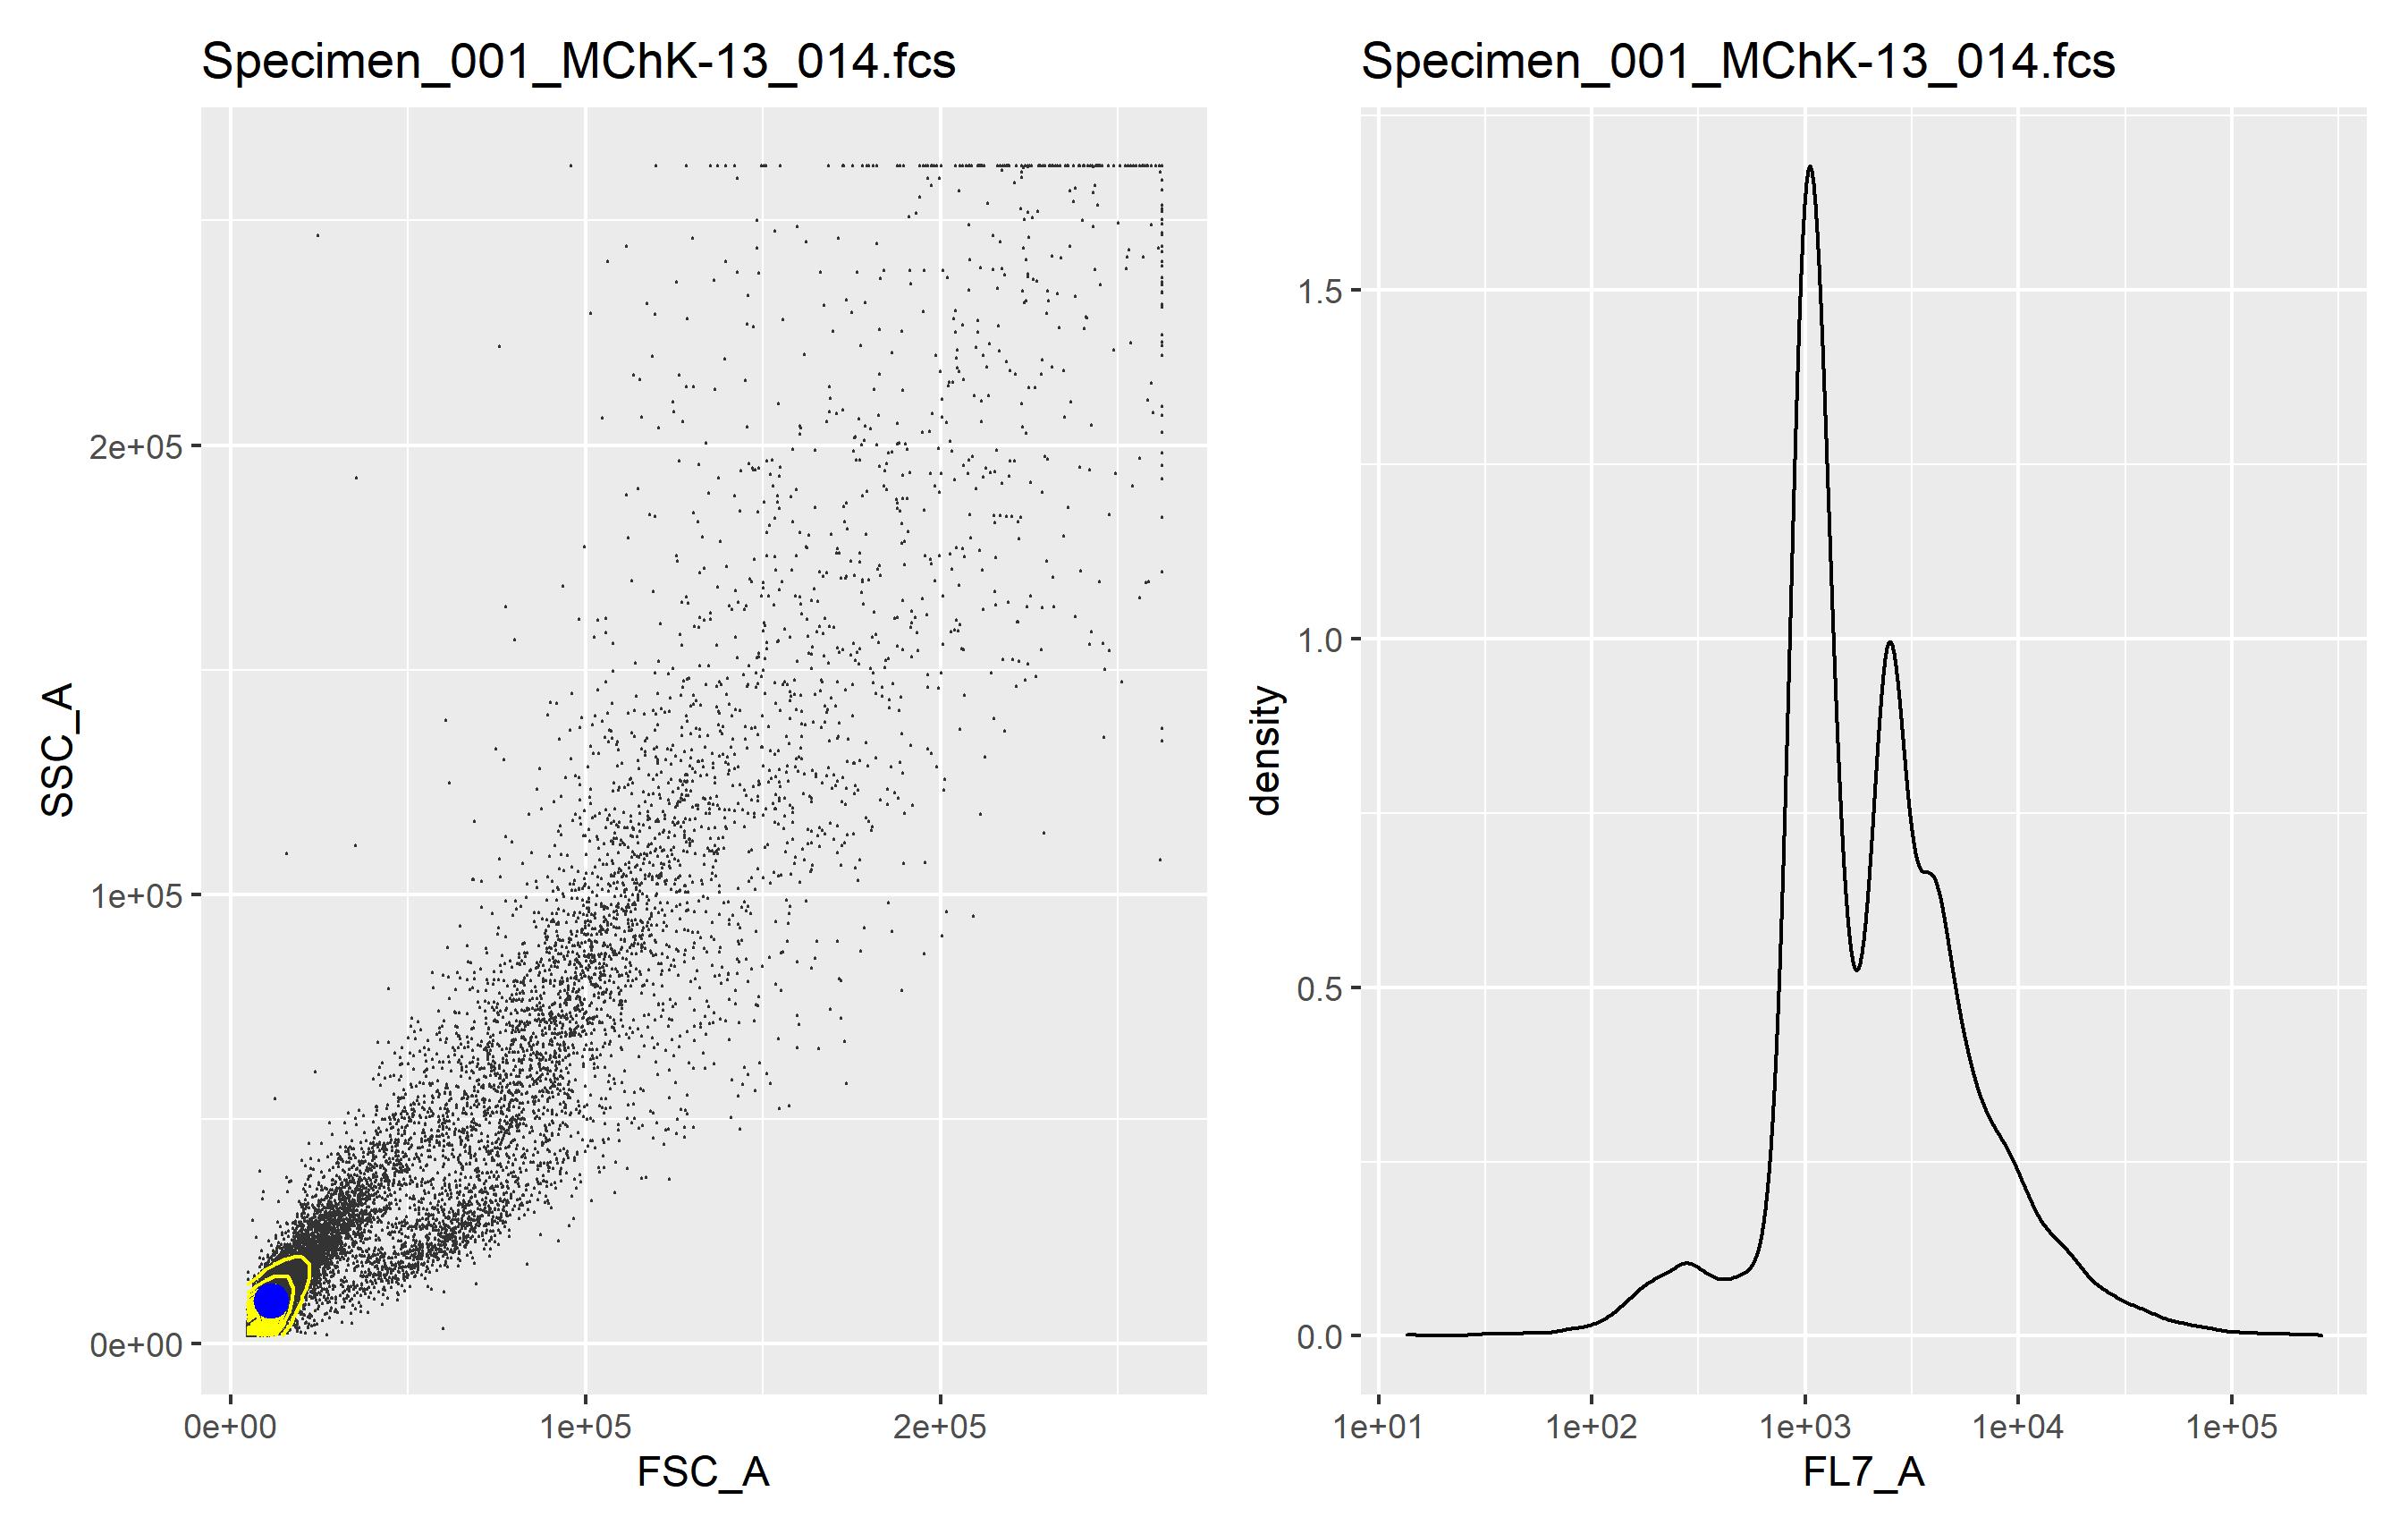 Specimen_001_MChK-13_014.fcs
SSC_A
2e+05
1e+05
0e+00
0e+00 1e+05 2e+05
FSC_A
Specimen_001_MChK-13_014.fcs
density
1.5
1.0
0.5
0.0
1e+01 1e+02 1e+03 1e+04 1e+05
FL7_A